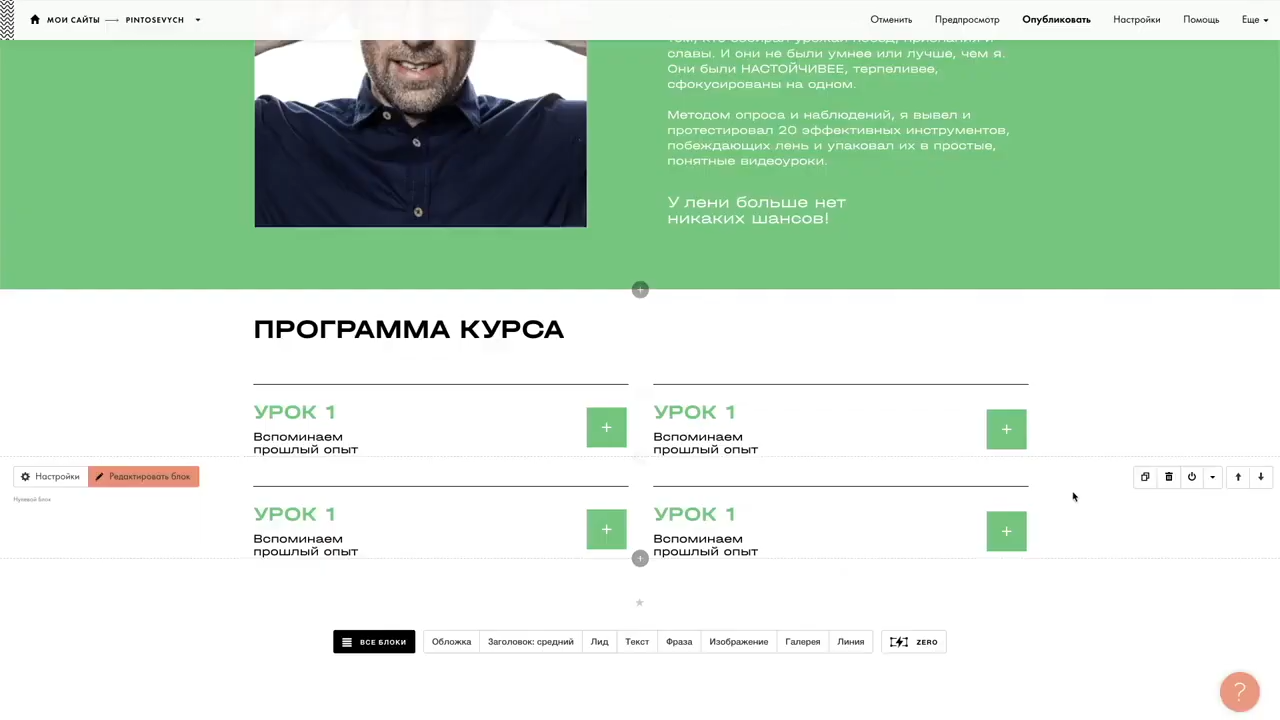 МОИ САЙТЫ → PINTOSEVYCH
Отменить Предпросмотр Опубликовать Настройки Помощь Еще
славы. И они не были умнее или лучше, чем я.
Они были НАСТОЙЧИВЕЕ, терпеливее,
сфокусированы на одном.
Методом опроса и наблюдений, я вывел и
протестировал 20 эффективных инструментов,
побеждающих лень и упаковал их в простые,
понятные видеоуроки.
У лени больше нет
никаких шансов!
ПРОГРАММА КУРСА
УРОК 1
Вспоминаем
прошлый опыт
УРОК 1
Вспоминаем
прошлый опыт
Настройки Редактировать блок
Нулевой блок
УРОК 1
Вспоминаем
прошлый опыт
УРОК 1
Вспоминаем
прошлый опыт
ВСЕ БЛОКИ Обложка Заголовок: средний Лид Текст Фраза Изображение Галерея Линия ZERO
?